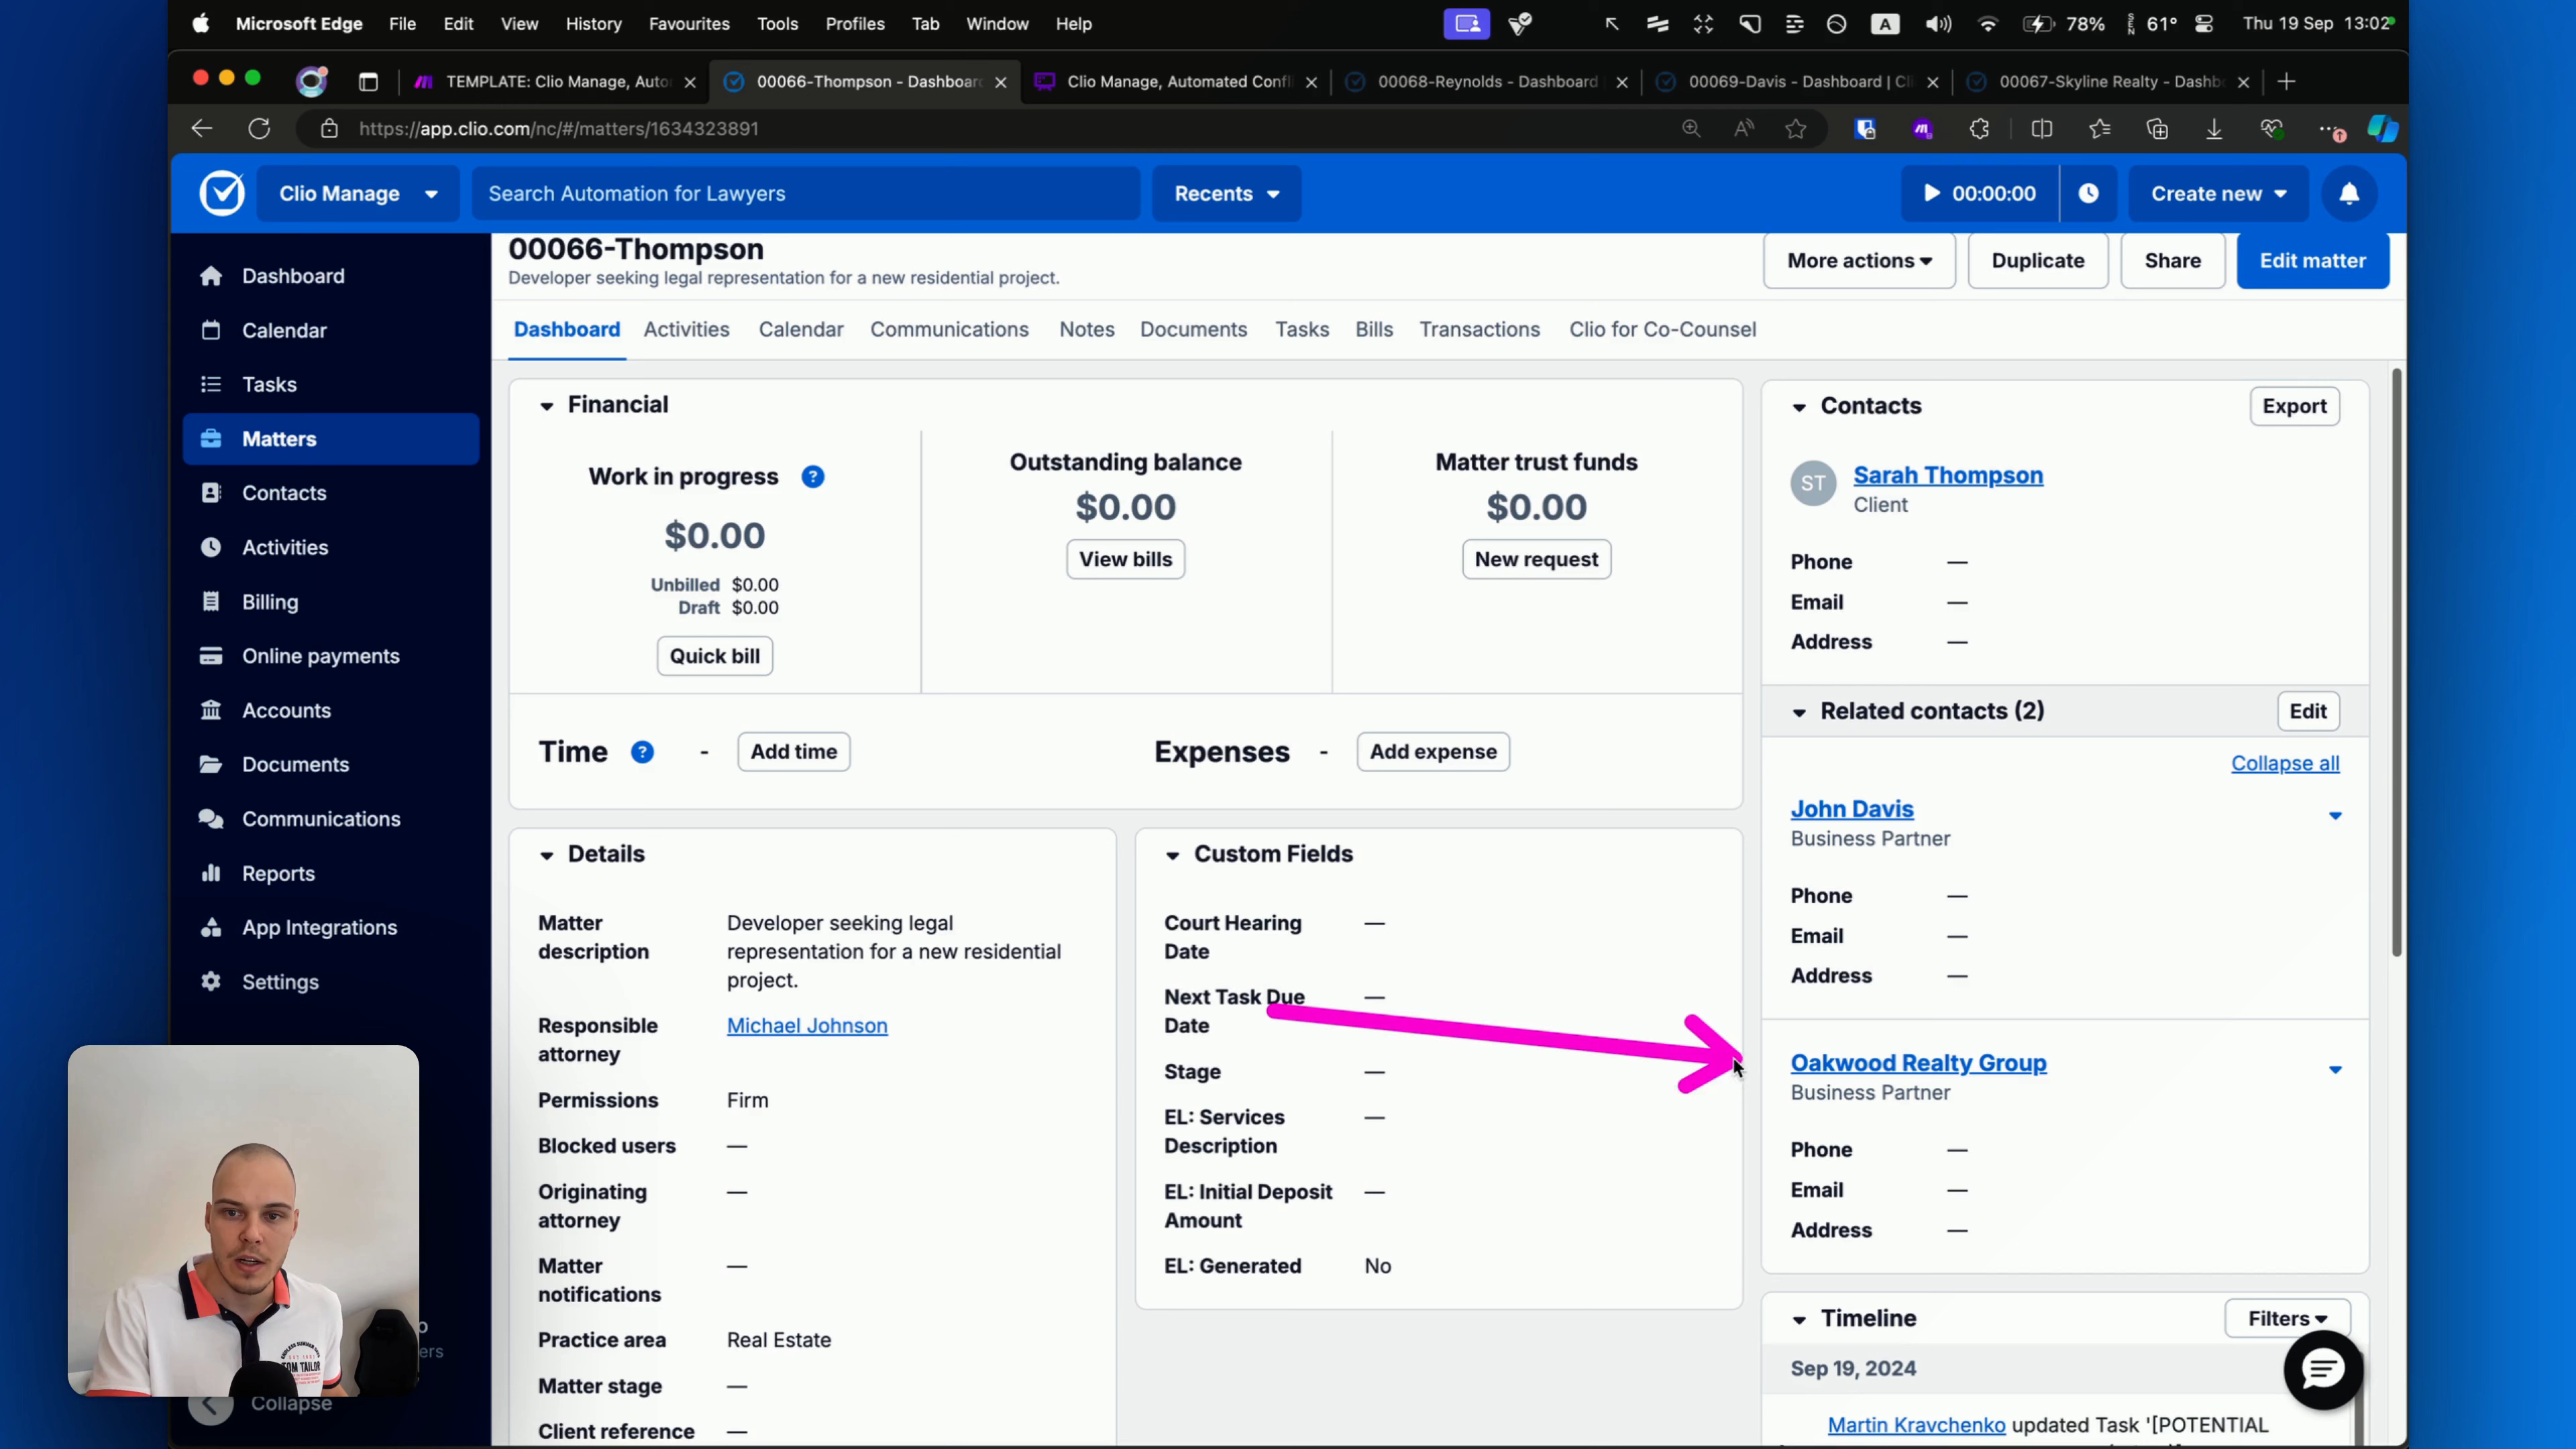 Microsoft Edge File Edit View History Favourites Tools Profiles Tab Window Help A 78% SEN 61° Thu 19 Sep 13:02
TEMPLATE: Clio Manage, Auto 00066-Thompson - Dashboard Clio Manage, Automated Confli 00068-Reynolds - Dashboard 00069-Davis - Dashboard | Cli 00067-Skyline Realty - Dashb
https://app.clio.com/nc/#/matters/1634323891
Clio Manage Search Automation for Lawyers Recents 00:00:00 Create new
00066-Thompson
Developer seeking legal representation for a new residential project.
More actions Duplicate Share Edit matter
Dashboard
Calendar
Tasks
Matters
Contacts
Activities
Billing
Online payments
Accounts
Documents
Communications
Reports
App Integrations
Settings
Collapse
Dashboard Activities Calendar Communications Notes Documents Tasks Bills Transactions Clio for Co-Counsel
Financial
Work in progress ?
$0.00
Unbilled $0.00
Draft $0.00
Quick bill
Outstanding balance
$0.00
View bills
Matter trust funds
$0.00
New request
Time ? - Add time
Expenses - Add expense
Details
Matter description
Developer seeking legal
representation for a new residential
project.
Responsible attorney
Michael Johnson
Permissions Firm
Blocked users —
Originating attorney —
Matter notifications —
Practice area Real Estate
Matter stage —
Client reference —
Custom Fields
Court Hearing Date —
Next Task Due Date —
Stage —
EL: Services Description —
EL: Initial Deposit Amount —
EL: Generated No
Contacts Export
ST Sarah Thompson
Client
Phone —
Email —
Address —
Related contacts (2) Edit
Collapse all
John Davis
Business Partner
Phone —
Email —
Address —
Oakwood Realty Group
Business Partner
Phone —
Email —
Address —
Timeline Filters
Sep 19, 2024
Martin Kravchenko updated Task '[POTENTIAL
TOM TAILOR